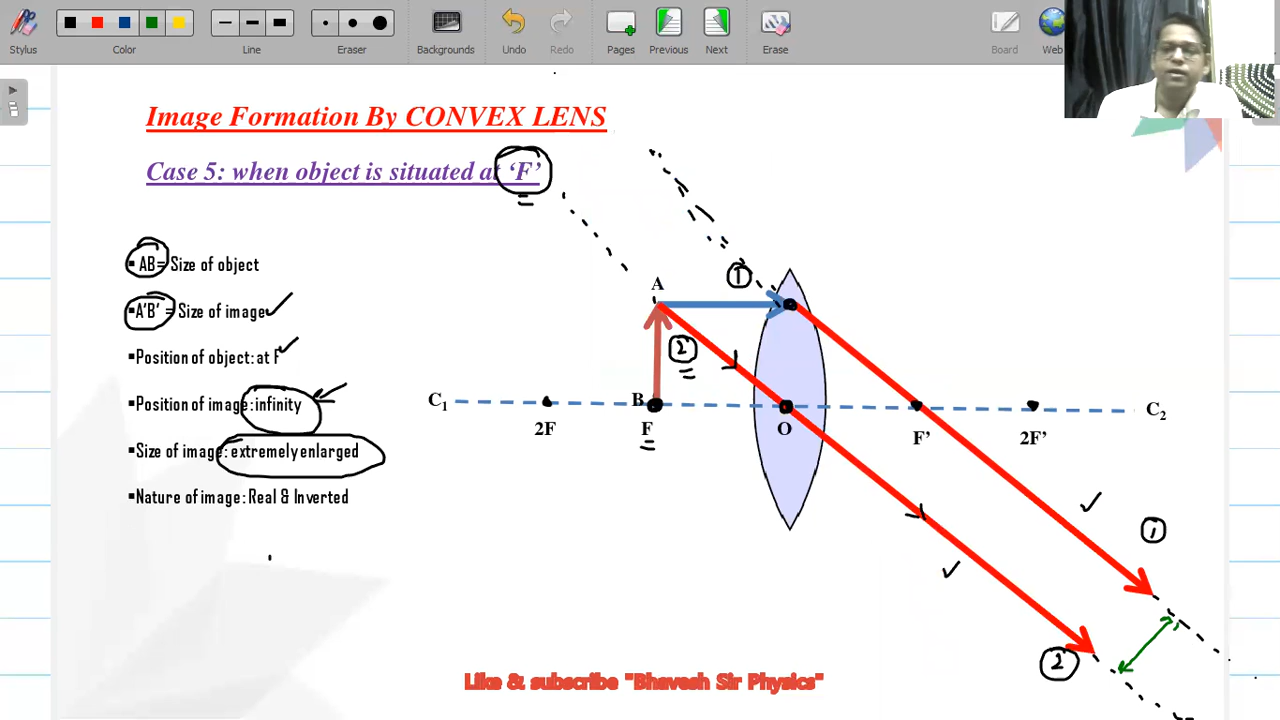 Stylus Color Line Eraser Backgrounds Undo Redo Pages Previous Next Erase Board Web
Image Formation By CONVEX LENS
Case 5: when object is situated at ‘F’
▪ AB= Size of object
▪A'B' = Size of image
▪Position of object: at F
▪Position of image: infinity
▪Size of image: extremely enlarged
▪Nature of image: Real & Inverted
1
A
2
C₁ B C₂
2F F O F’ 2F’
1
2
Like & subscribe "Bhavesh Sir Physics"